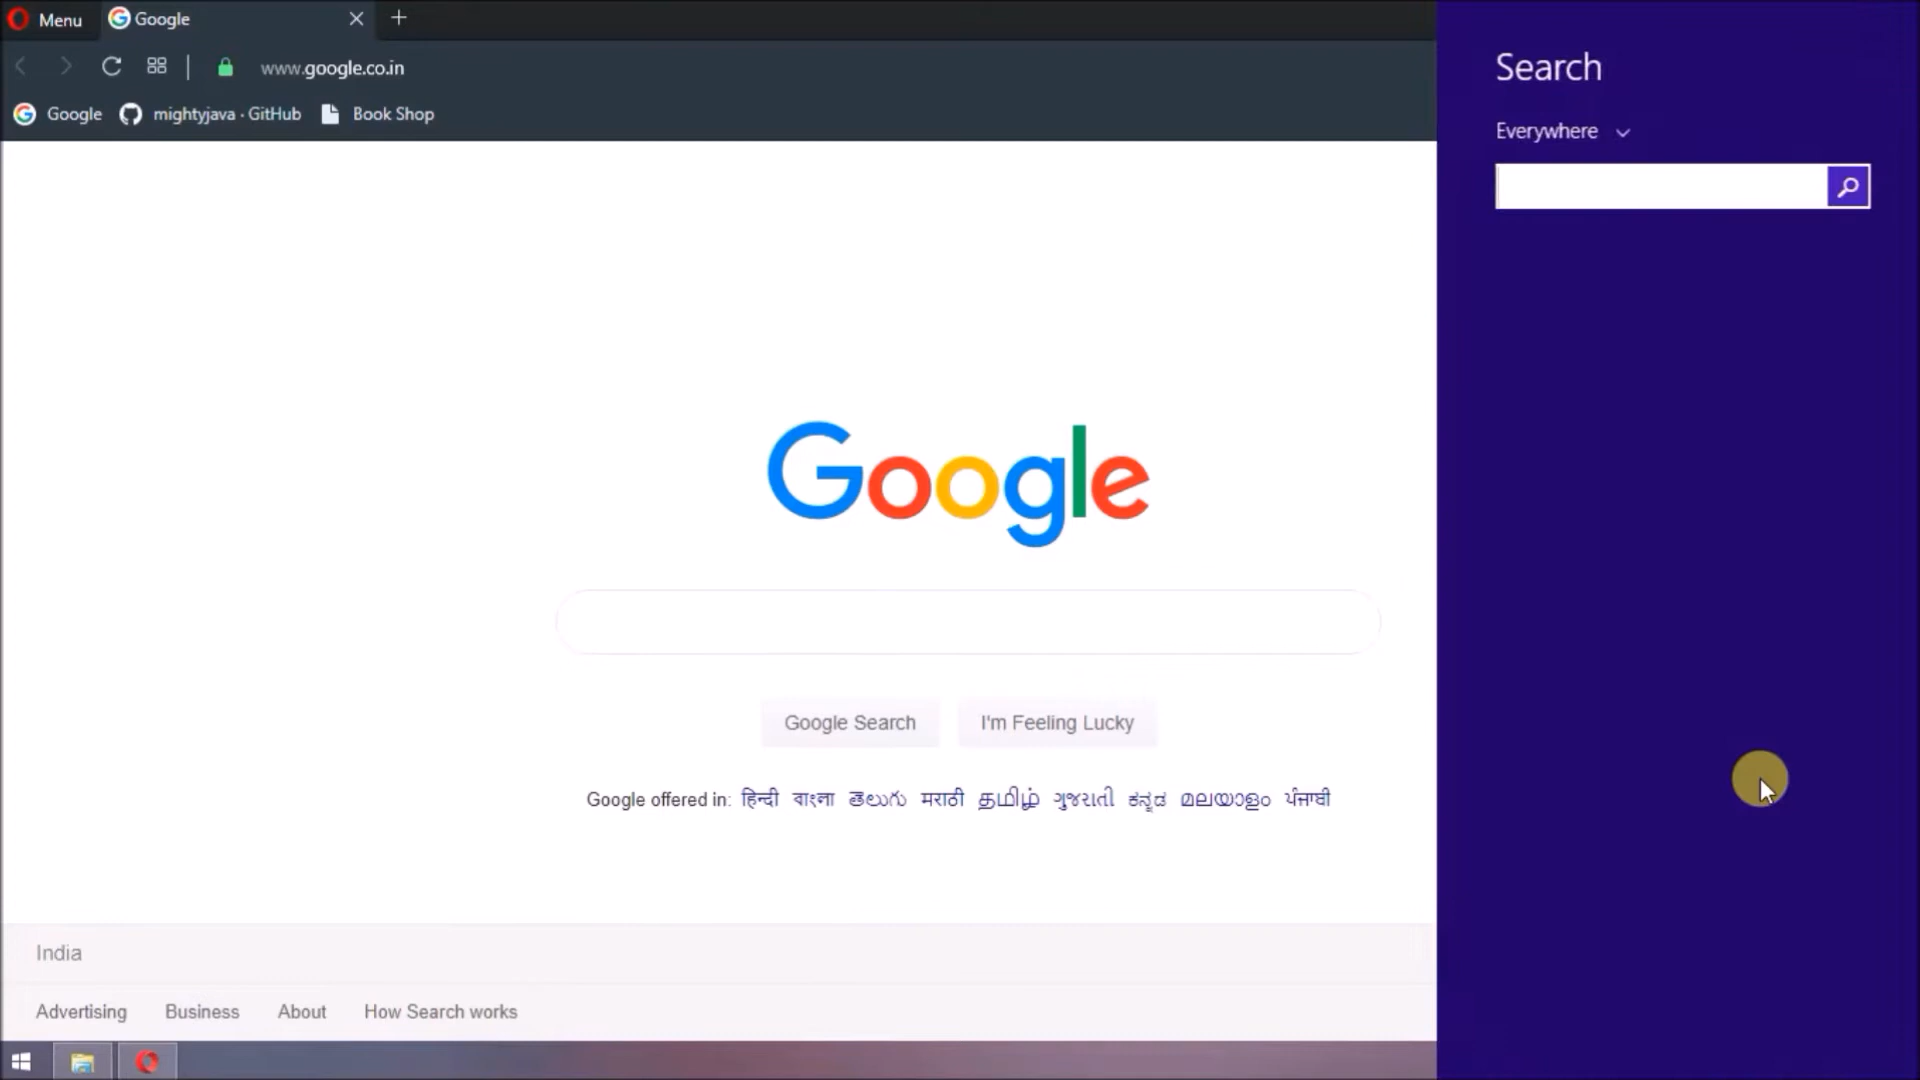 Menu
Google
www.google.co.in
Google
mightyjava · GitHub
Book Shop
Search
Everywhere
Google
Google Search
I'm Feeling Lucky
Google offered in: हिन्दी বাংলা తెలుగు मराठी தமிழ் ગુજરાતી ಕನ್ನಡ മലയാളം ਪੰਜਾਬੀ
India
Advertising
Business
About
How Search works